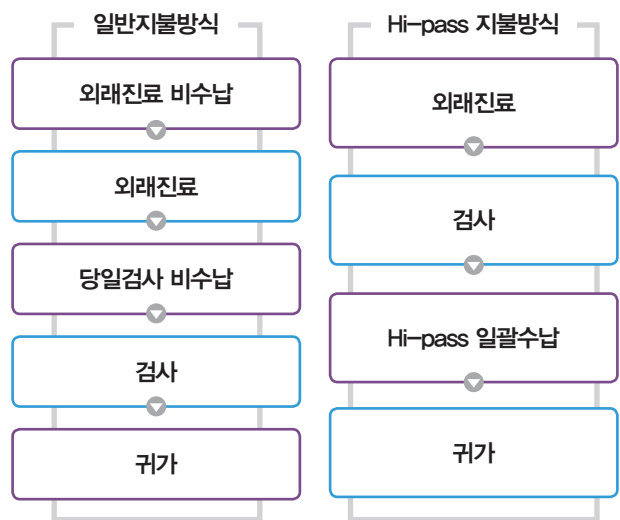 일반지불방식
외래진료 비수납
외래진료
당일검사 비수납
검사
귀가
Hi-pass 지불방식
외래진료
검사
Hi-pass 일괄수납
귀가